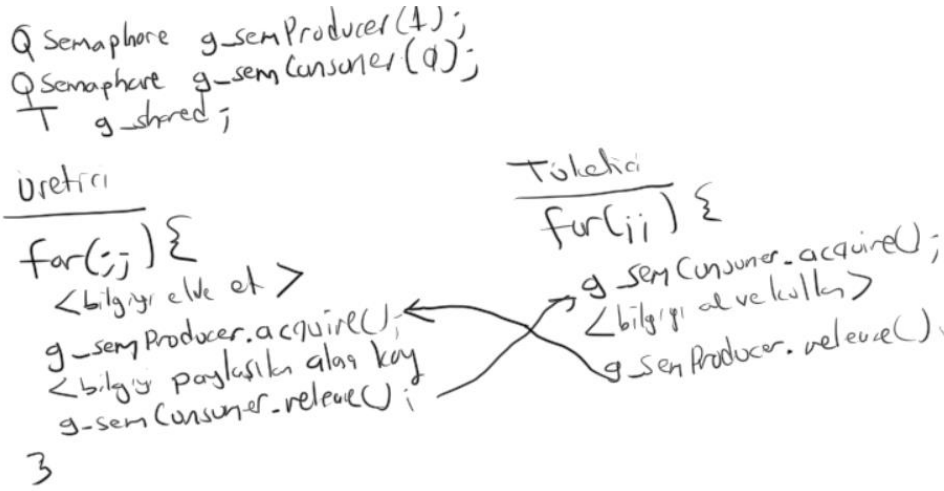 QSemaphore g_semProducer(1);
QSemaphore g_semConsumer(0);
T g_shared;
Üretici
for(;;) {
<bilgiyi elde et>
g_semProducer.acquire();
<bilgiyi paylaşılan alana koy
g_semConsumer.release();
}
Tüketici
for(;;) {
g_semConsumer.acquire();
<bilgiyi al ve kullan>
g_semProducer.release();